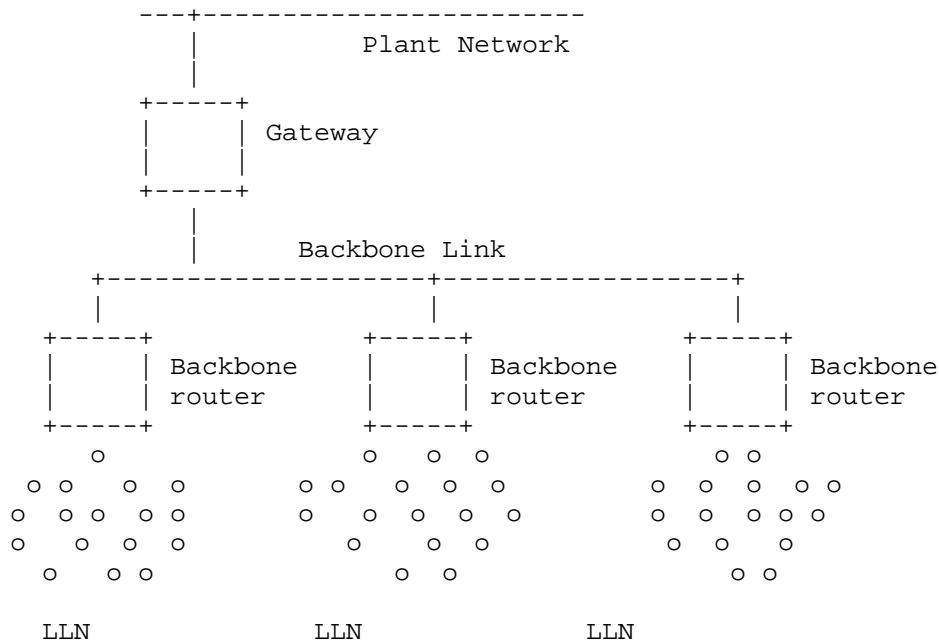 Plant Network
Gateway
Backbone Link
Backbone Backbone Backbone
router router router
LLN LLN LLN